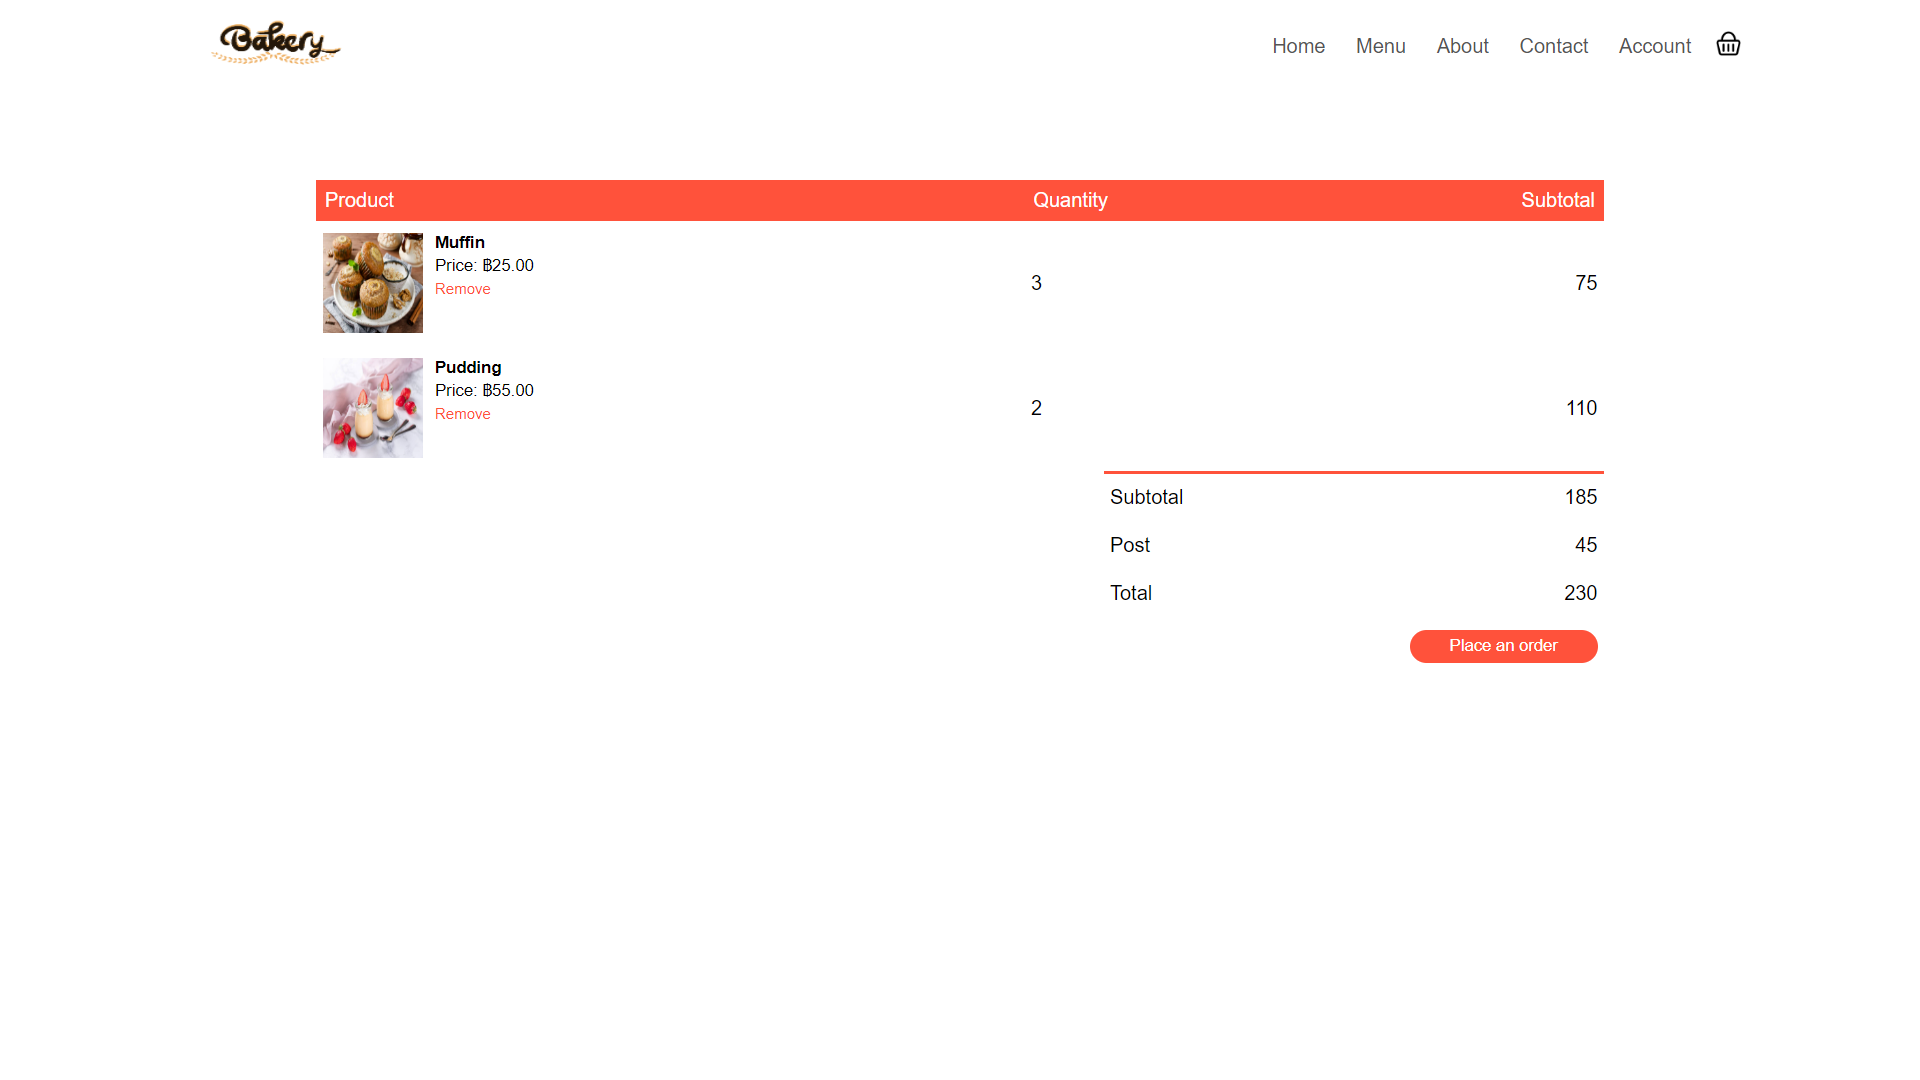 Bakery
Home Menu About Contact Account
Product Quantity Subtotal
Muffin
Price: ฿25.00
Remove
3 75
Pudding
Price: ฿55.00
Remove
2 110
Subtotal 185
Post 45
Total 230
Place an order